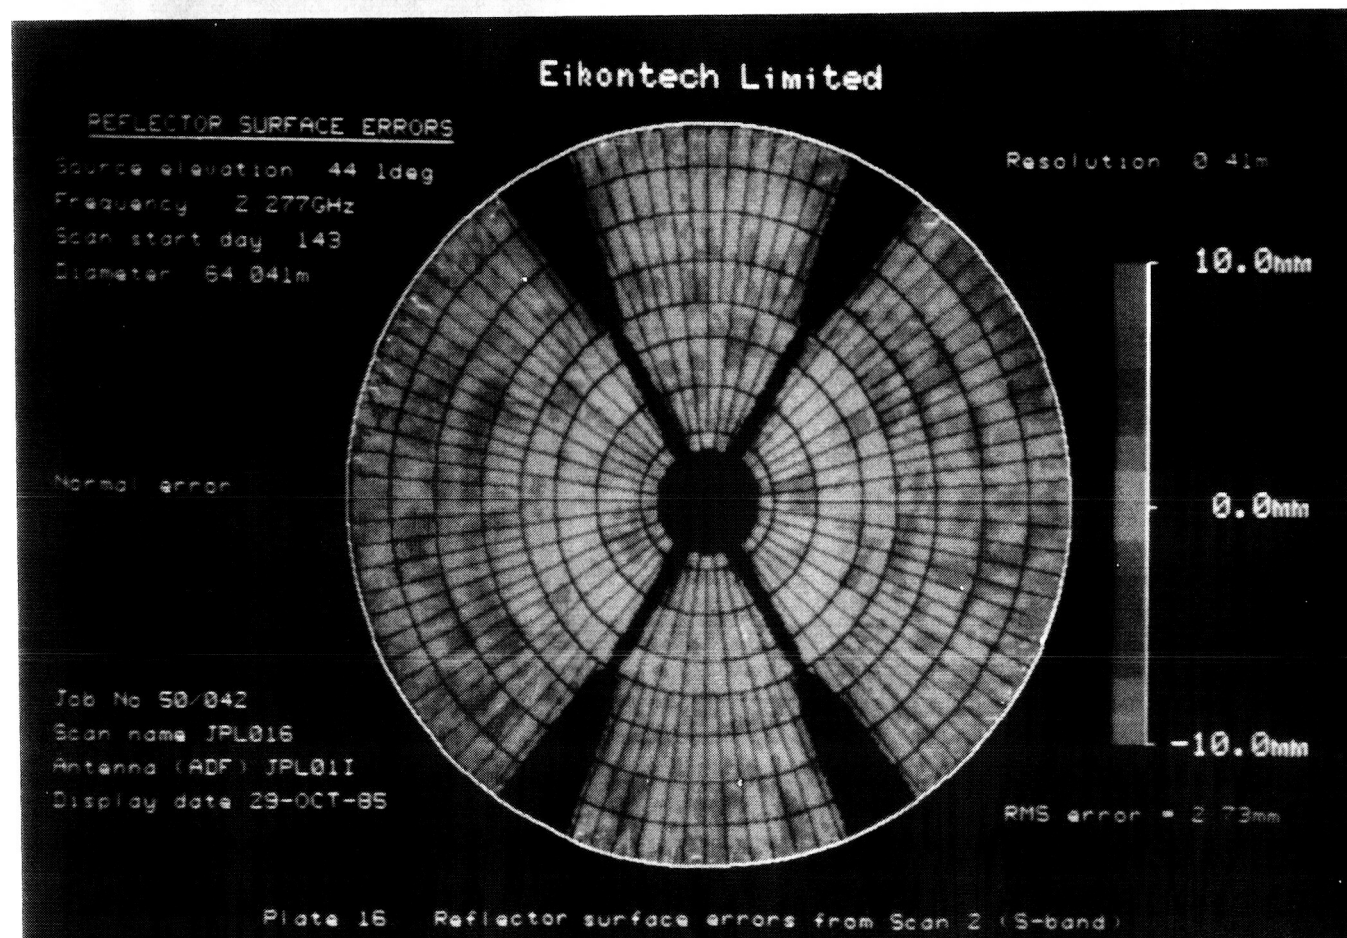 Eikontech Limited
REFLECTOR SURFACE ERRORS
Source elevation 44 1deg
Frequency 2 277GHz
Scan start day 143
Diameter 64 041m
Resolution 0 41m
10.0mm
Normal error
0.0mm
Job No 50/042
Scan name JPL016
Antenna (ADF) JPL01I
Display date 29-OCT-85
-10.0mm
RMS error = 2 73mm
Plate 16 Reflector surface errors from Scan 2 (S-band)